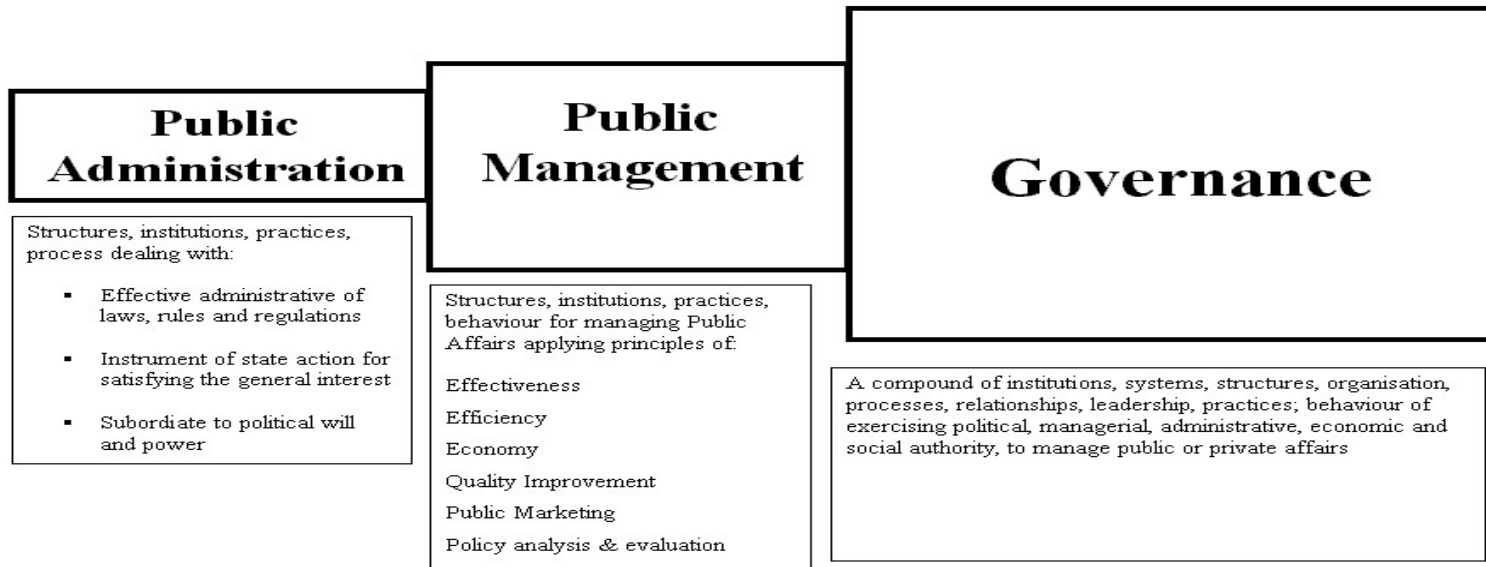 Public
Administration
Structures, institutions, practices,
process dealing with:
▪ Effective administrative of
laws, rules and regulations
▪ Instrument of state action for
satisfying the general interest
▪ Subordiate to political will
and power
Public
Management
Structures, institutions, practices,
behaviour for managing Public
Affairs applying principles of:
Effectiveness
Efficiency
Economy
Quality Improvement
Public Marketing
Policy analysis & evaluation
Governance
A compound of institutions, systems, structures, organisation,
processes, relationships, leadership, practices; behaviour of
exercising political, managerial, administrative, economic and
social authority, to manage public or private affairs